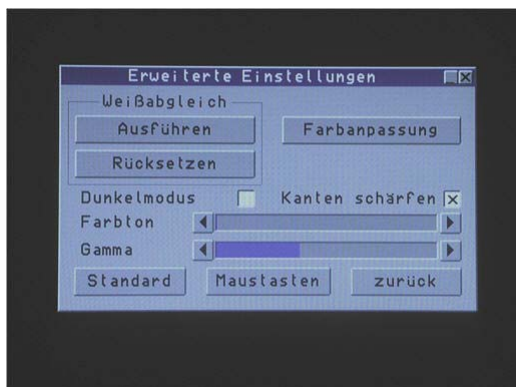 Erweiterte Einstellungen
Weißabgleich
Ausführen
Farbanpassung
Rücksetzen
Dunkelmodus
Kanten schärfen
Farbton
Gamma
Standard
Maustasten
zurück